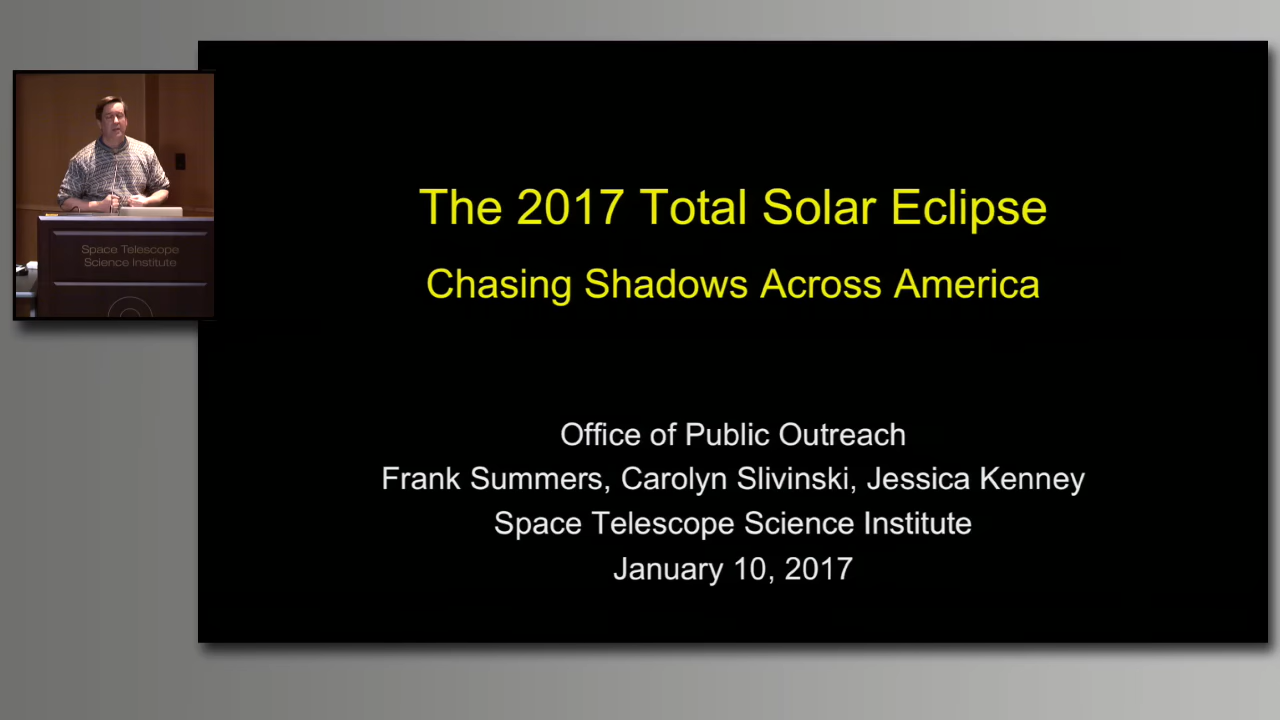 Space Telescope
Science Institute
The 2017 Total Solar Eclipse
Chasing Shadows Across America
Office of Public Outreach
Frank Summers, Carolyn Slivinski, Jessica Kenney
Space Telescope Science Institute
January 10, 2017